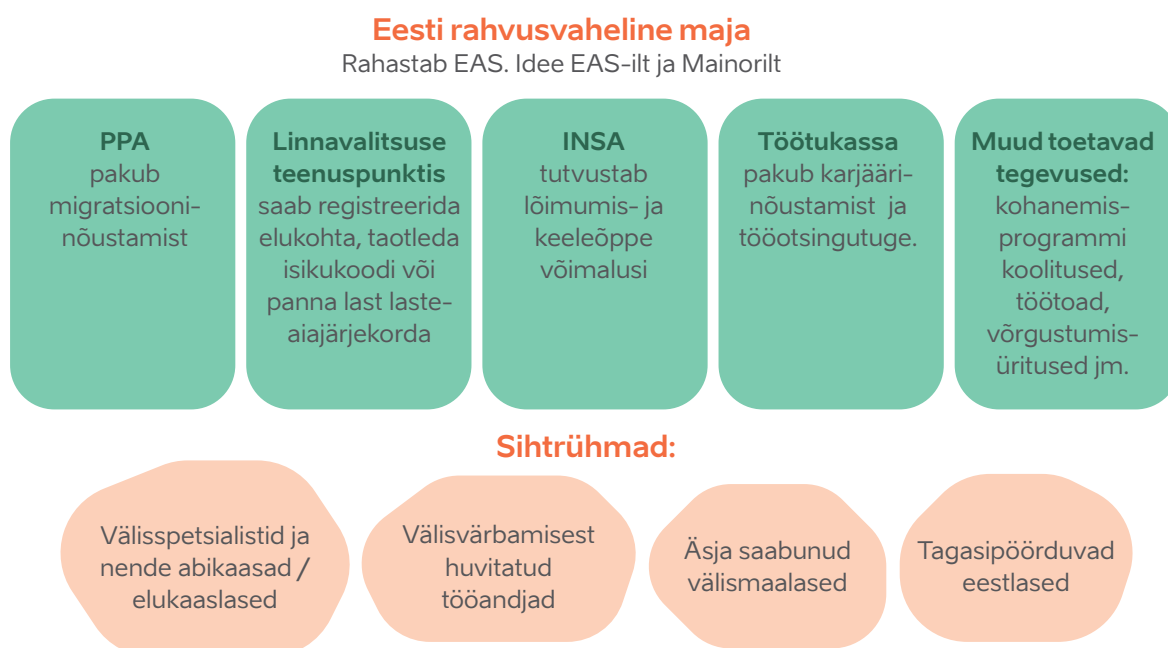 Eesti rahvusvaheline maja
Rahastab EAS. Idee EAS-ilt ja Mainorilt
PPA
pakub
migratsiooni-
nõustamist
Linnavalitsuse
teenuspunktis
saab registreerida
elukohta, taotleda
isikukoodi või
panna last laste-
aiajärjekorda
INSA
tutvustab
lõimumis- ja
keeleõppe
võimalusi
Töötukassa
pakub karjääri-
nõustamist ja
tööotsingutuge.
Muud toetavad
tegevused:
kohanemis-
programmi
koolitused,
töötoad,
võrgustumis-
üritused jm.
Sihtrühmad:
Välisspetsialistid ja
nende abikaasad /
elukaaslased
Välisvärbamisest
huvitatud
tööandjad
Äsja saabunud
välismaalased
Tagasipöörduvad
eestlased